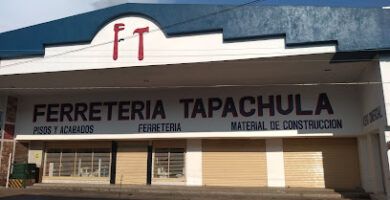 FT
FERRETERIA TAPACHULA
PISOS Y ACABADOS FERRETERIA MATERIAL DE CONSTRUCCION